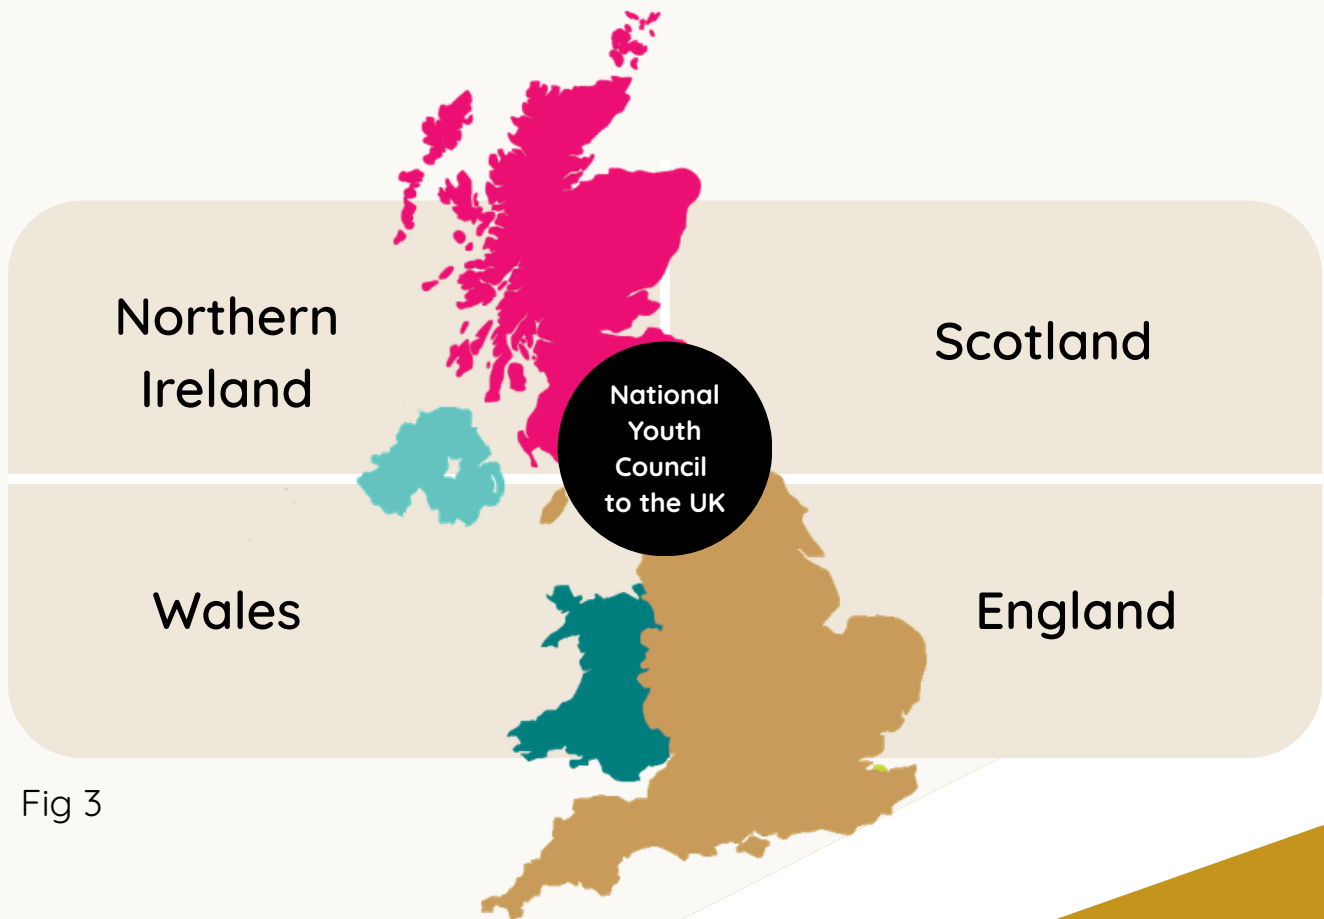 Northern
Ireland
Scotland
National
Youth
Council
to the UK
Wales
England
Fig 3